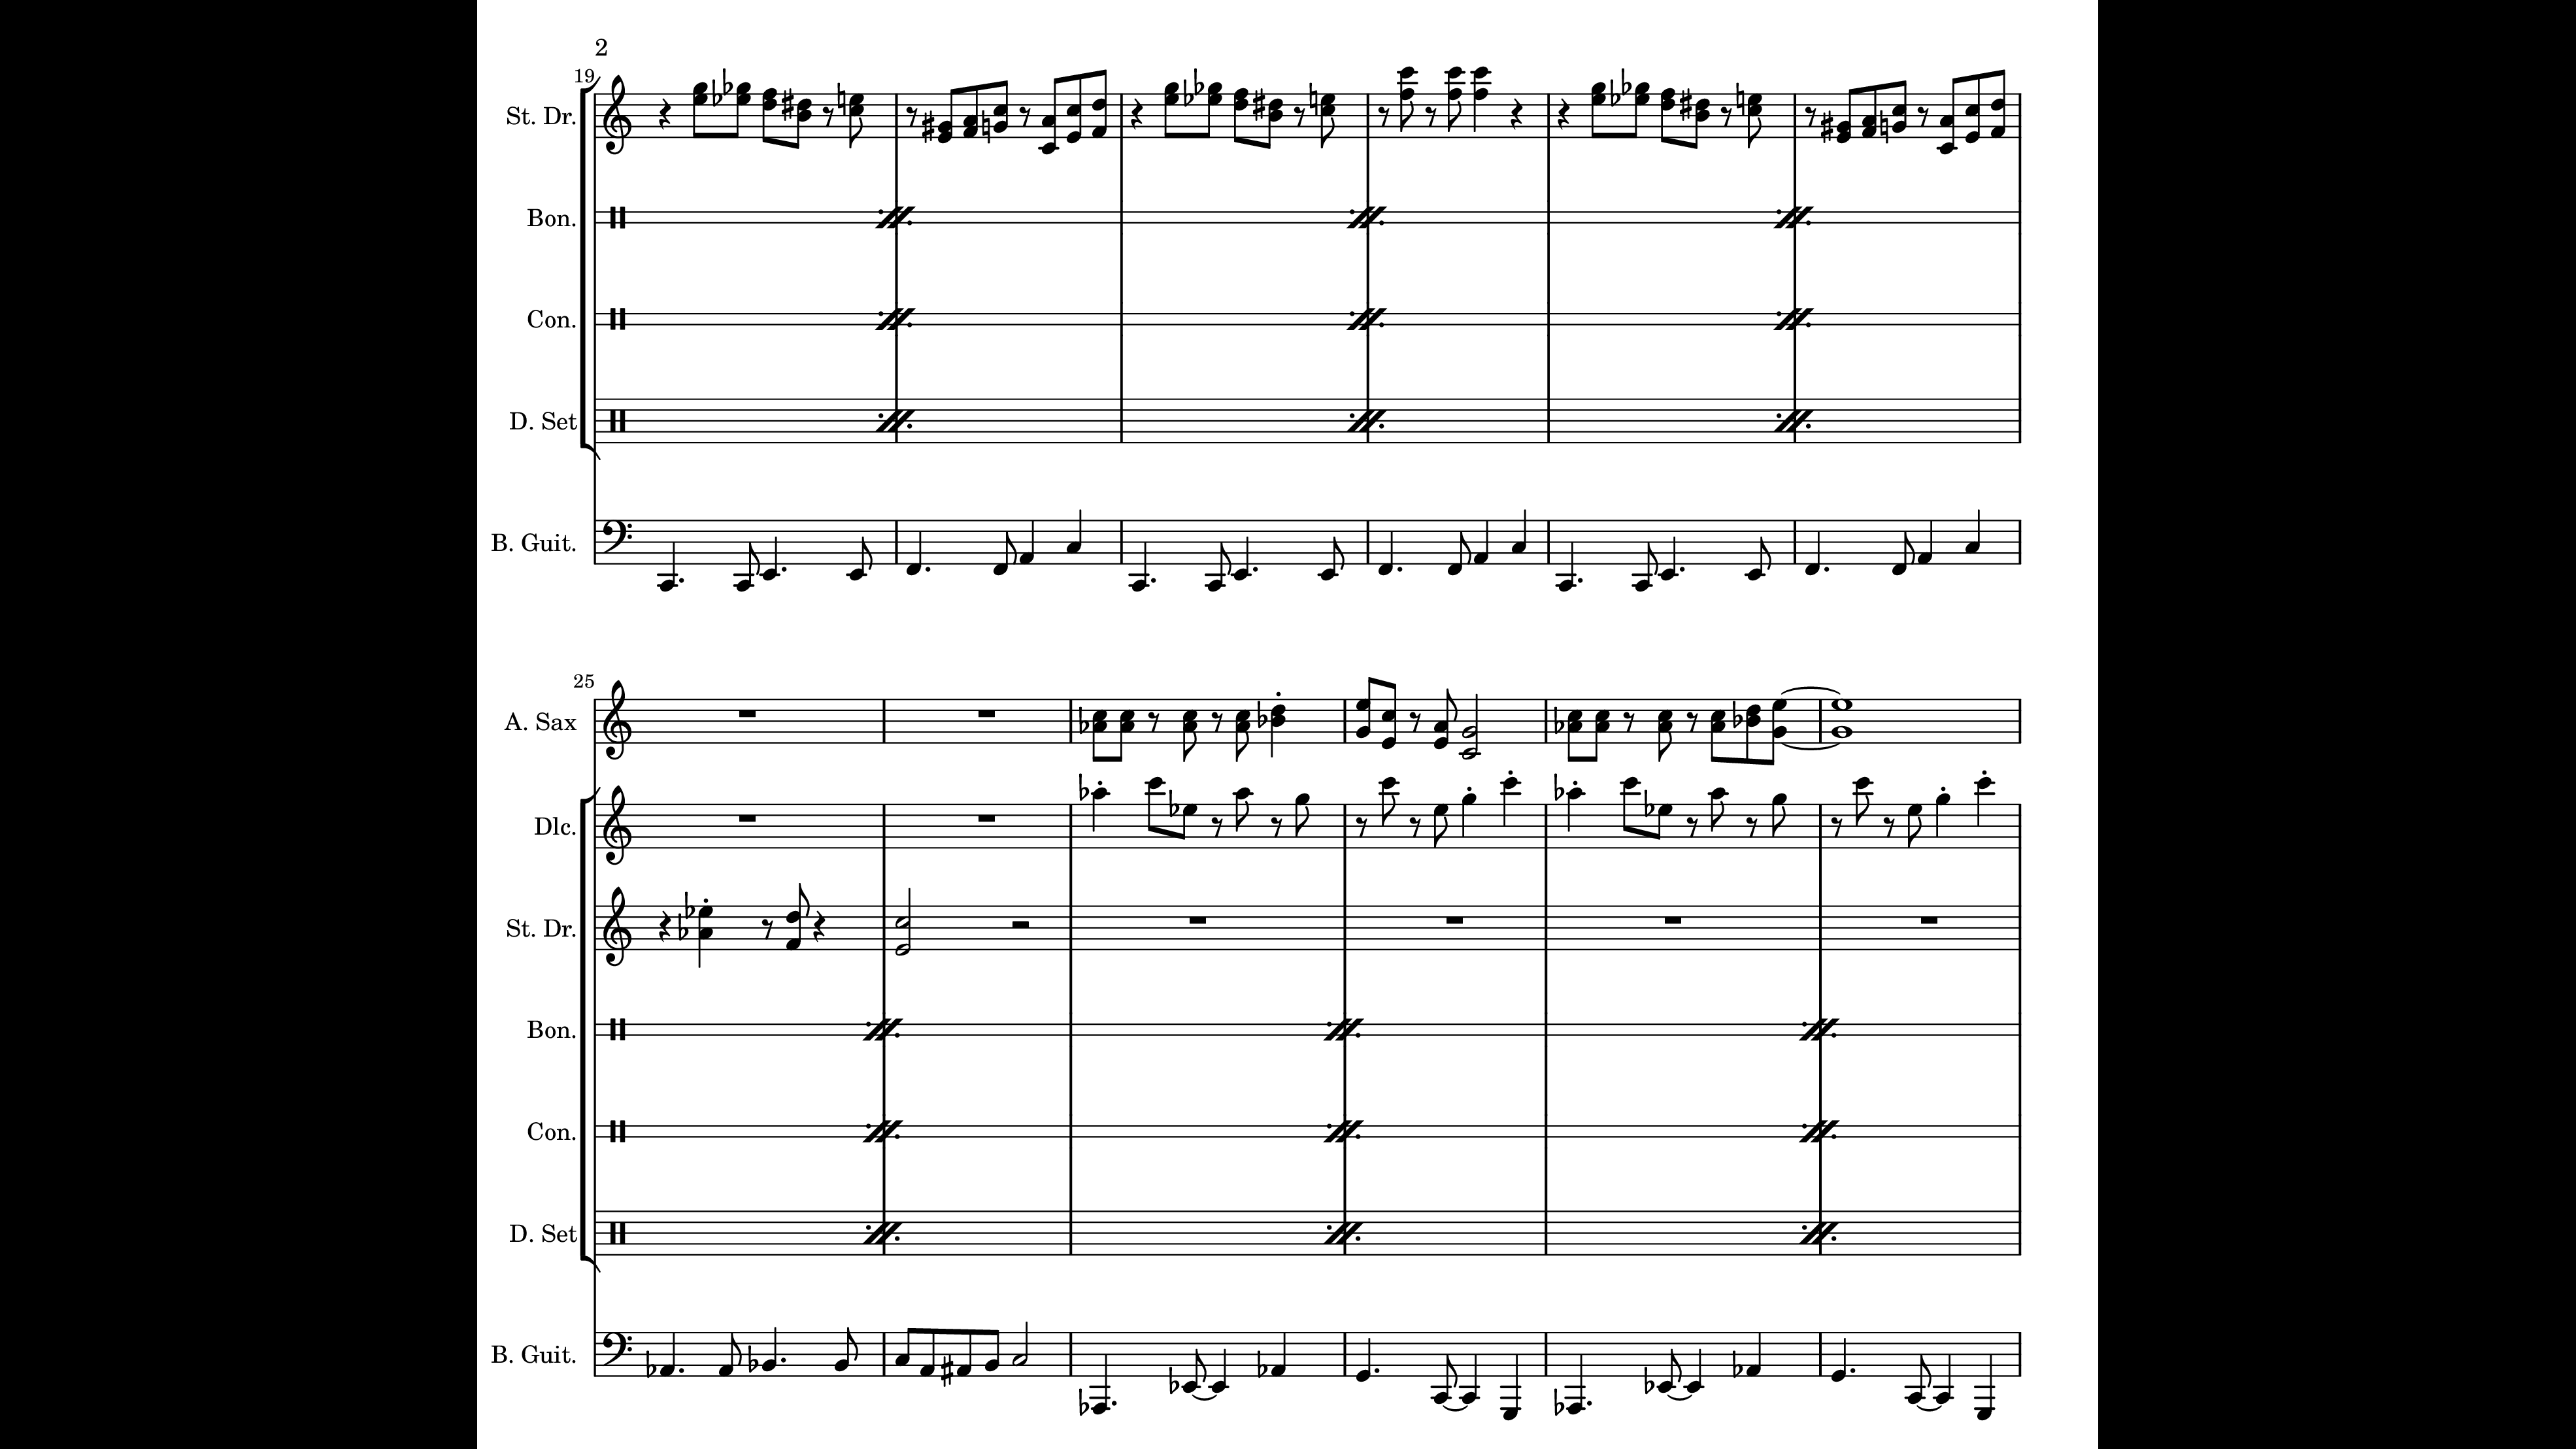 2
19
St. Dr.
Bon.
Con.
D. Set
B. Guit.
25
A. Sax
Dlc.
St. Dr.
Bon.
Con.
D. Set
B. Guit.